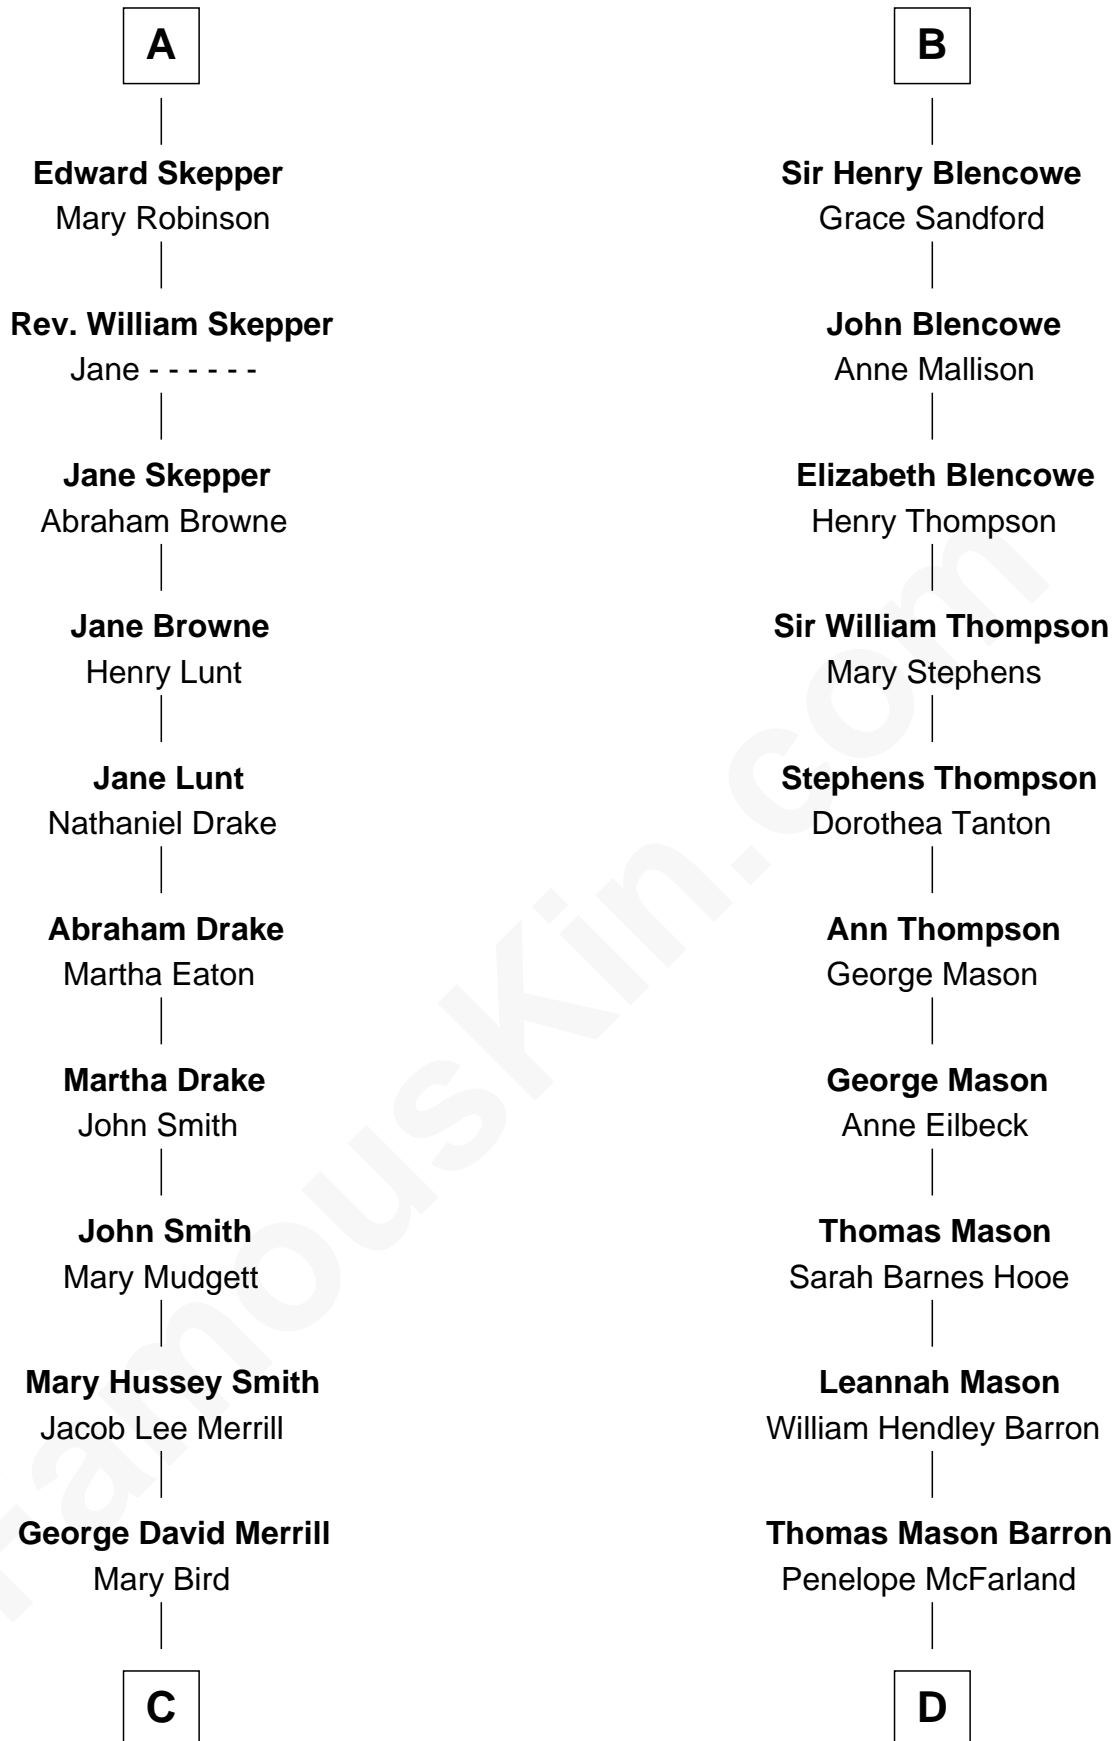 A
Edward Skepper
Mary Robinson
Rev. William Skepper
Jane - - - - - -
Jane Skepper
Abraham Browne
Jane Browne
Henry Lunt
Jane Lunt
Nathaniel Drake
Abraham Drake
Martha Eaton
Martha Drake
John Smith
John Smith
Mary Mudgett
Mary Hussey Smith
Jacob Lee Merrill
George David Merrill
Mary Bird
C
B
Sir Henry Blencowe
Grace Sandford
John Blencowe
Anne Mallison
Elizabeth Blencowe
Henry Thompson
Sir William Thompson
Mary Stephens
Stephens Thompson
Dorothea Tanton
Ann Thompson
George Mason
George Mason
Anne Eilbeck
Thomas Mason
Sarah Barnes Hooe
Leannah Mason
William Hendley Barron
Thomas Mason Barron
Penelope McFarland
D
FamousKin.com